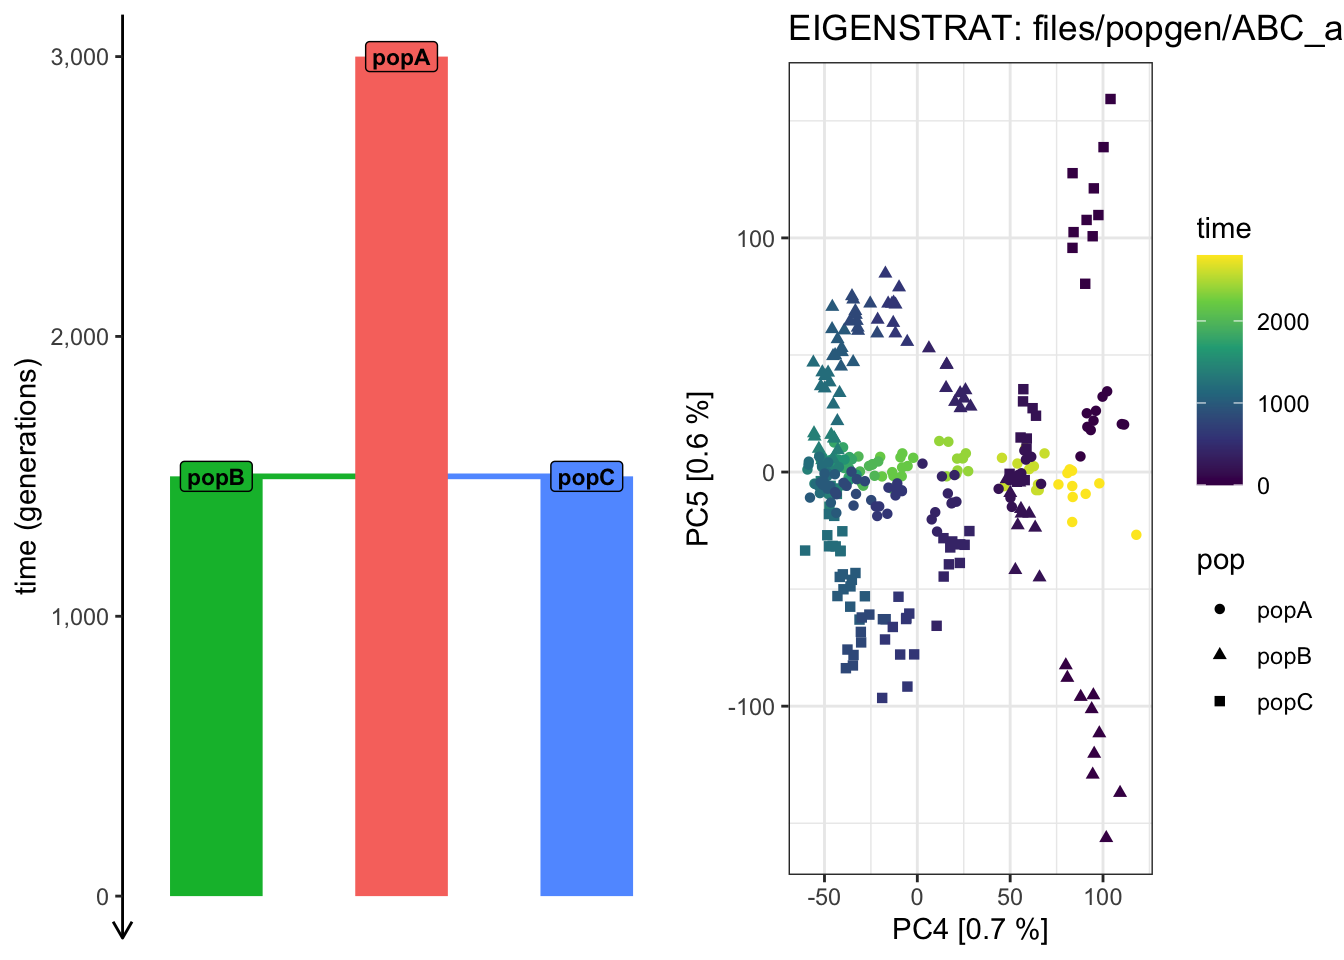 time (generations)
3,000
2,000
1,000
0
popA
popB
popC
EIGENSTRAT: files/popgen/ABC_a
PC5 [0.6 %]
100
0
-100
-50
0
50
100
PC4 [0.7 %]
time
2000
1000
0
pop
popA
popB
popC